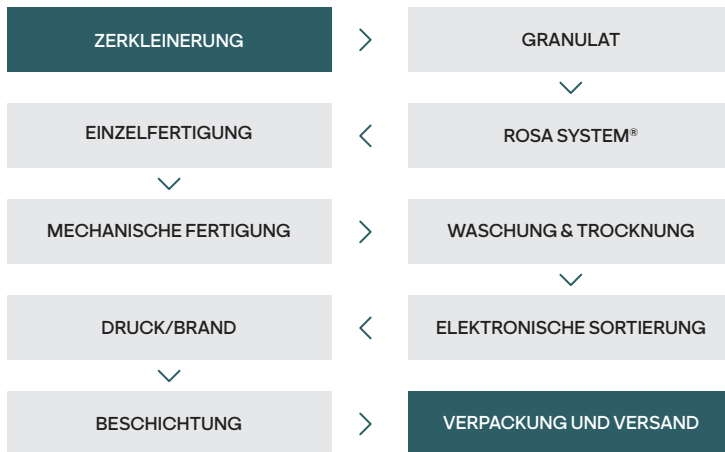 ZERKLEINERUNG
GRANULAT
EINZELFERTIGUNG
ROSA SYSTEM®
MECHANISCHE FERTIGUNG
WASCHUNG & TROCKNUNG
DRUCK/BRAND
ELEKTRONISCHE SORTIERUNG
BESCHICHTUNG
VERPACKUNG UND VERSAND